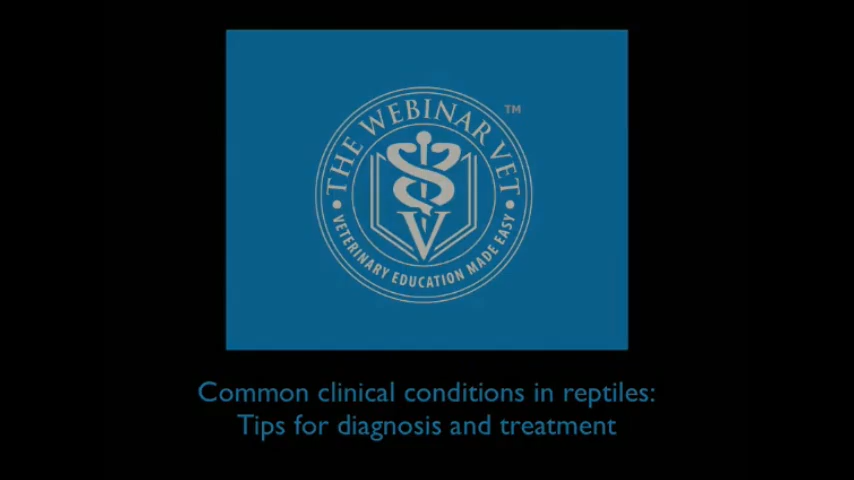 THE WEBINAR VET
TM
VETERINARY EDUCATION MADE EASY
V
Common clinical conditions in reptiles:
Tips for diagnosis and treatment